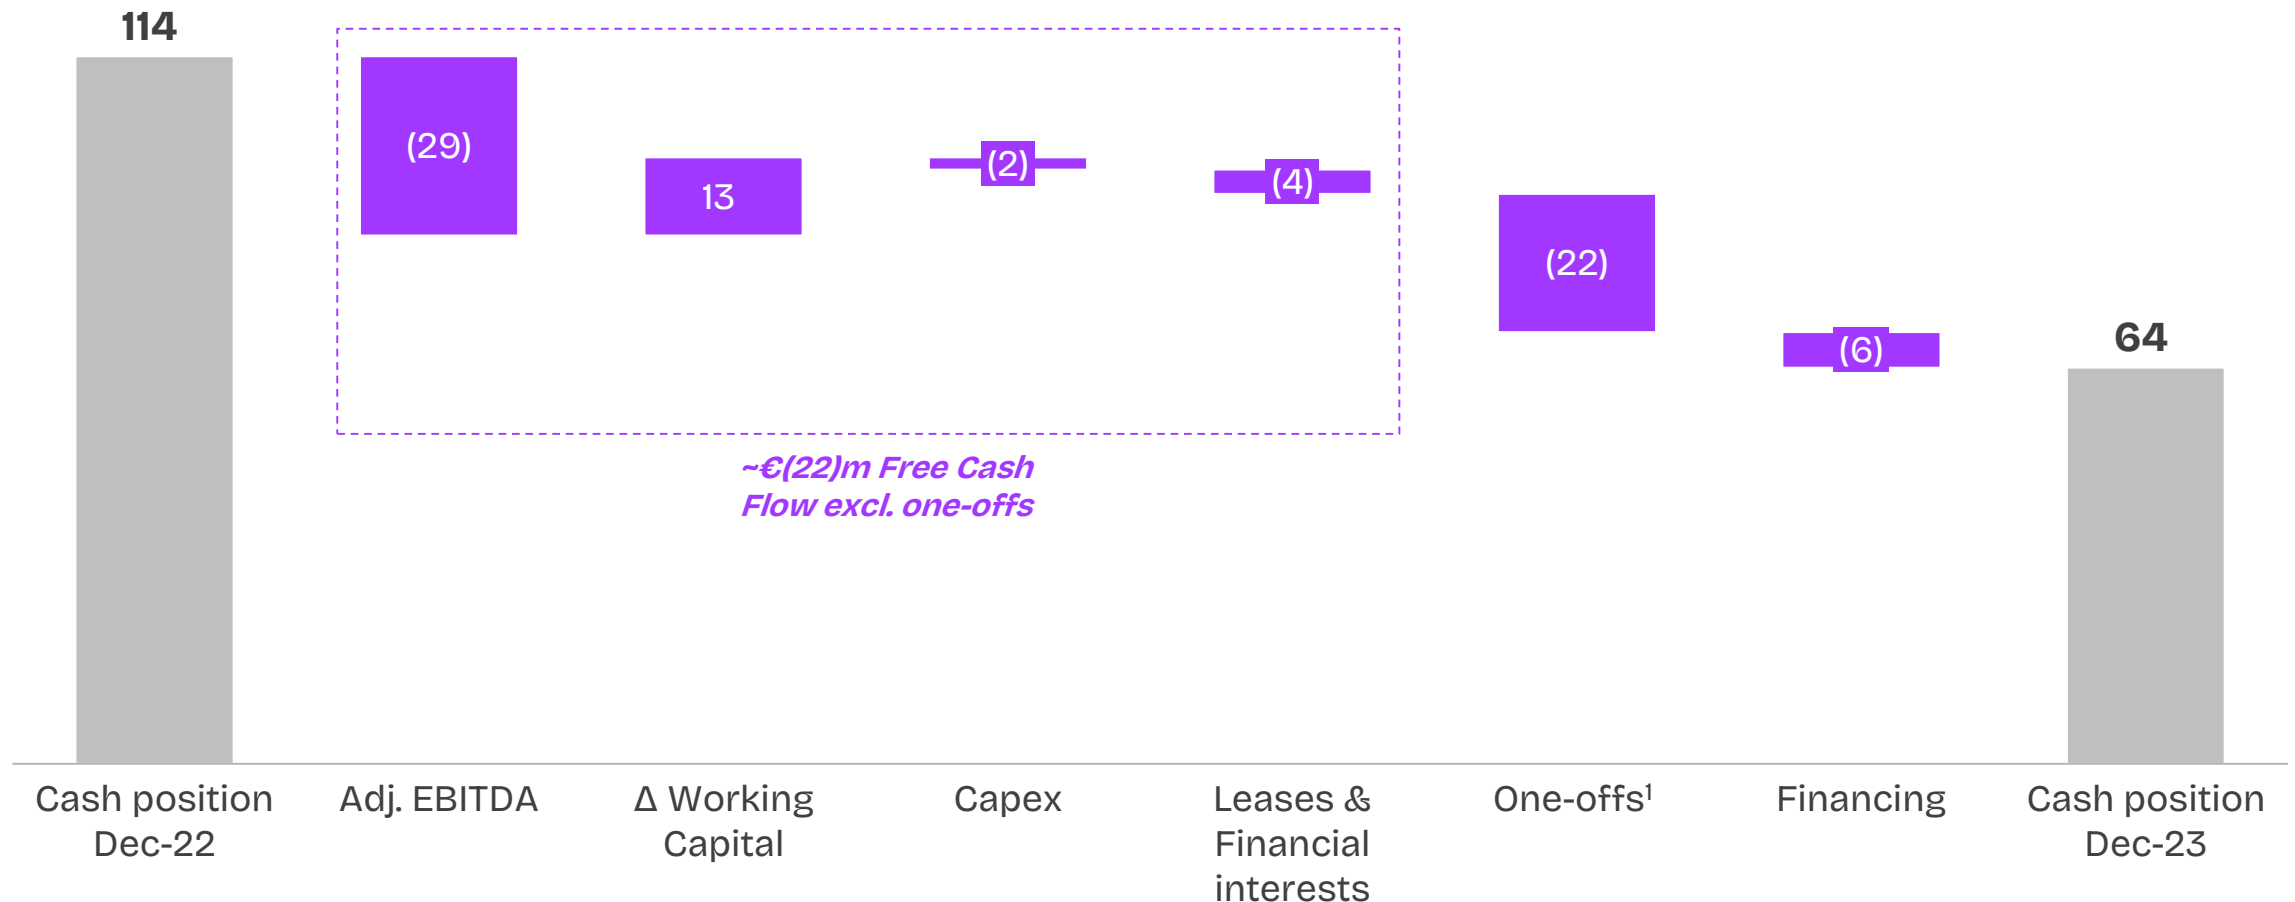 114
(29)
13
(2)
(4)
(22)
(6)
64
~€(22)m Free Cash
Flow excl. one-offs
Cash position
Dec-22
Adj. EBITDA
Δ Working
Capital
Capex
Leases &
Financial
interests
One-offs¹
Financing
Cash position
Dec-23